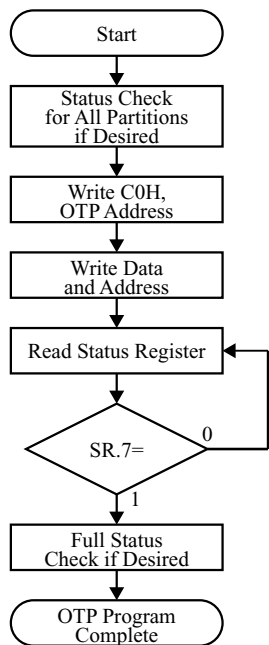 Start
Status Check
for All Partitions
if Desired
Write C0H,
OTP Address
Write Data
and Address
Read Status Register
SR.7=
0
1
Full Status
Check if Desired
OTP Program
Complete